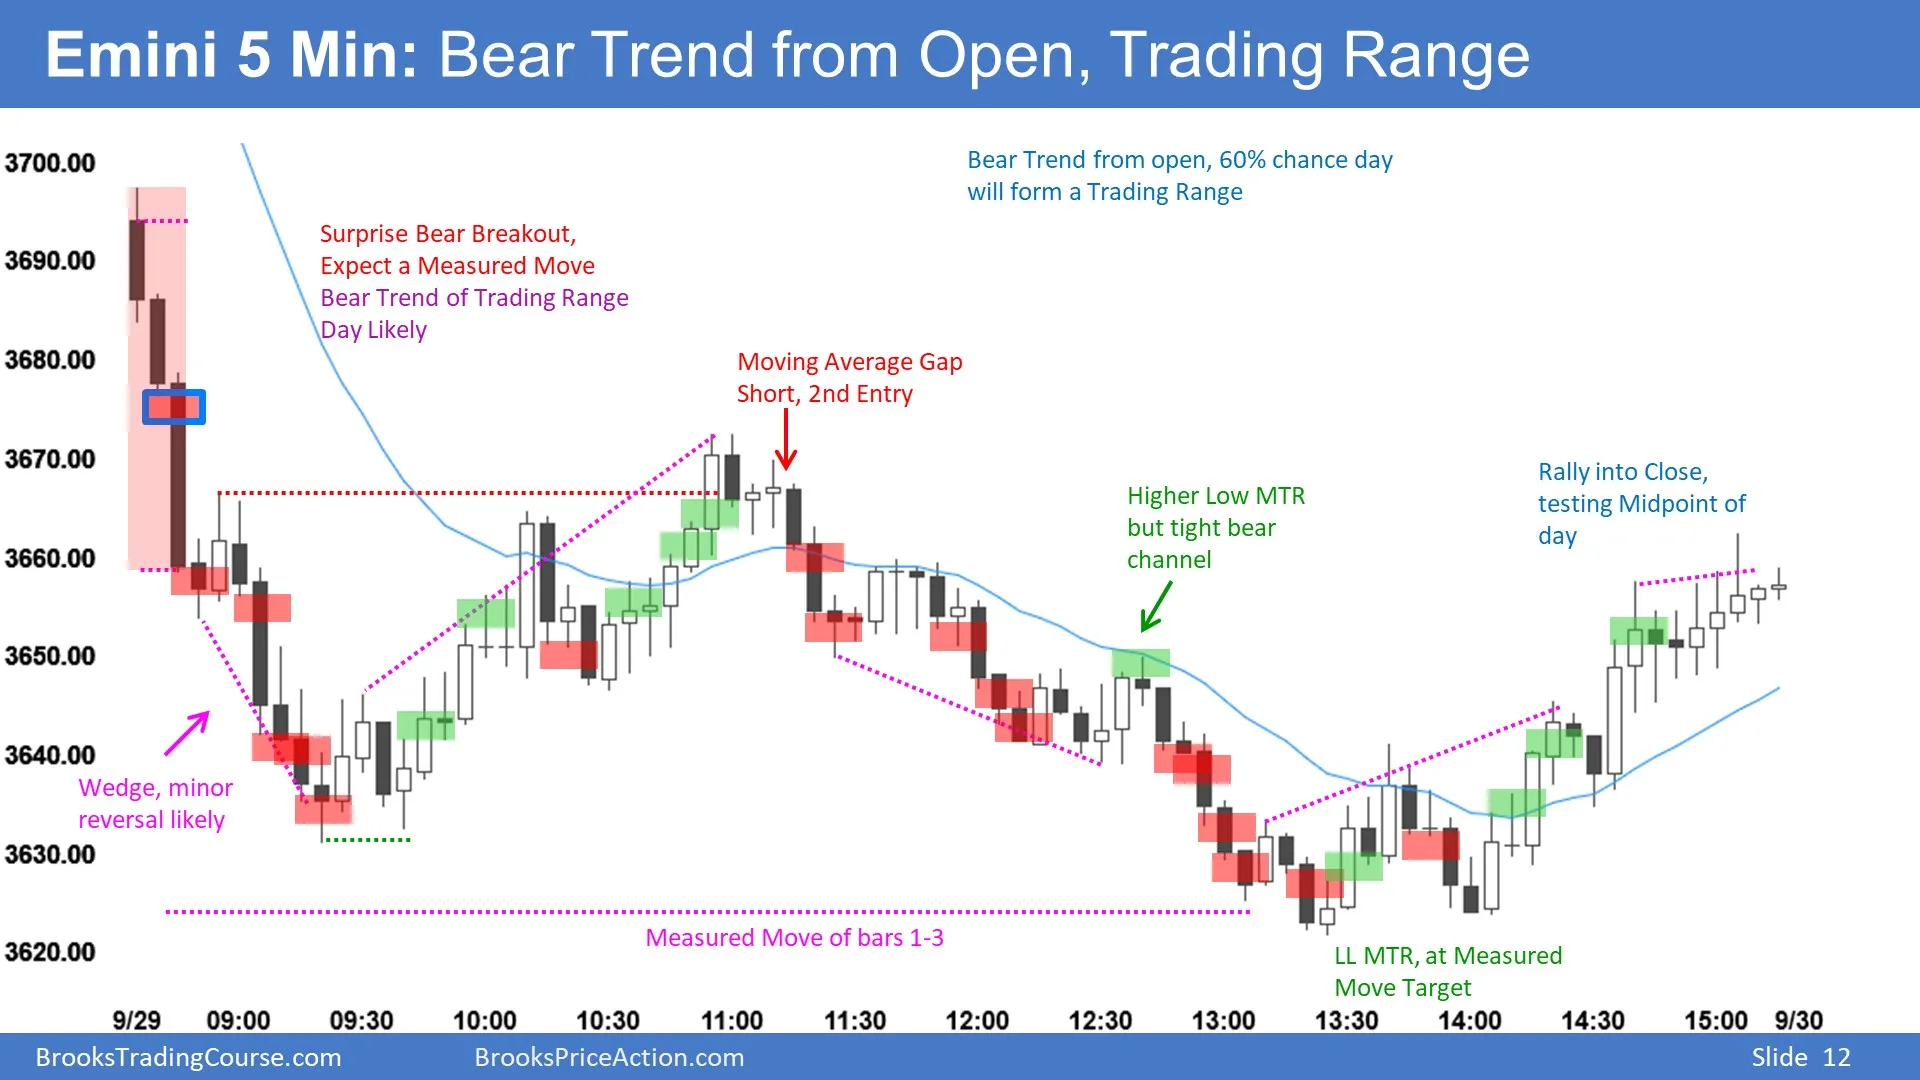 Emini 5 Min: Bear Trend from Open, Trading Range
3700.00
3690.00
3680.00
3670.00
3660.00
3650.00
3640.00
3630.00
3620.00
Bear Trend from open, 60% chance day
will form a Trading Range
Surprise Bear Breakout,
Expect a Measured Move
Bear Trend of Trading Range
Day Likely
Moving Average Gap
Short, 2nd Entry
Higher Low MTR
but tight bear
channel
Rally into Close,
testing Midpoint of
day
Wedge, minor
reversal likely
Measured Move of bars 1-3
LL MTR, at Measured
Move Target
9/29 09:00 09:30 10:00 10:30 11:00 11:30 12:00 12:30 13:00 13:30 14:00 14:30 15:00 9/30
BrooksTradingCourse.com BrooksPriceAction.com Slide 12